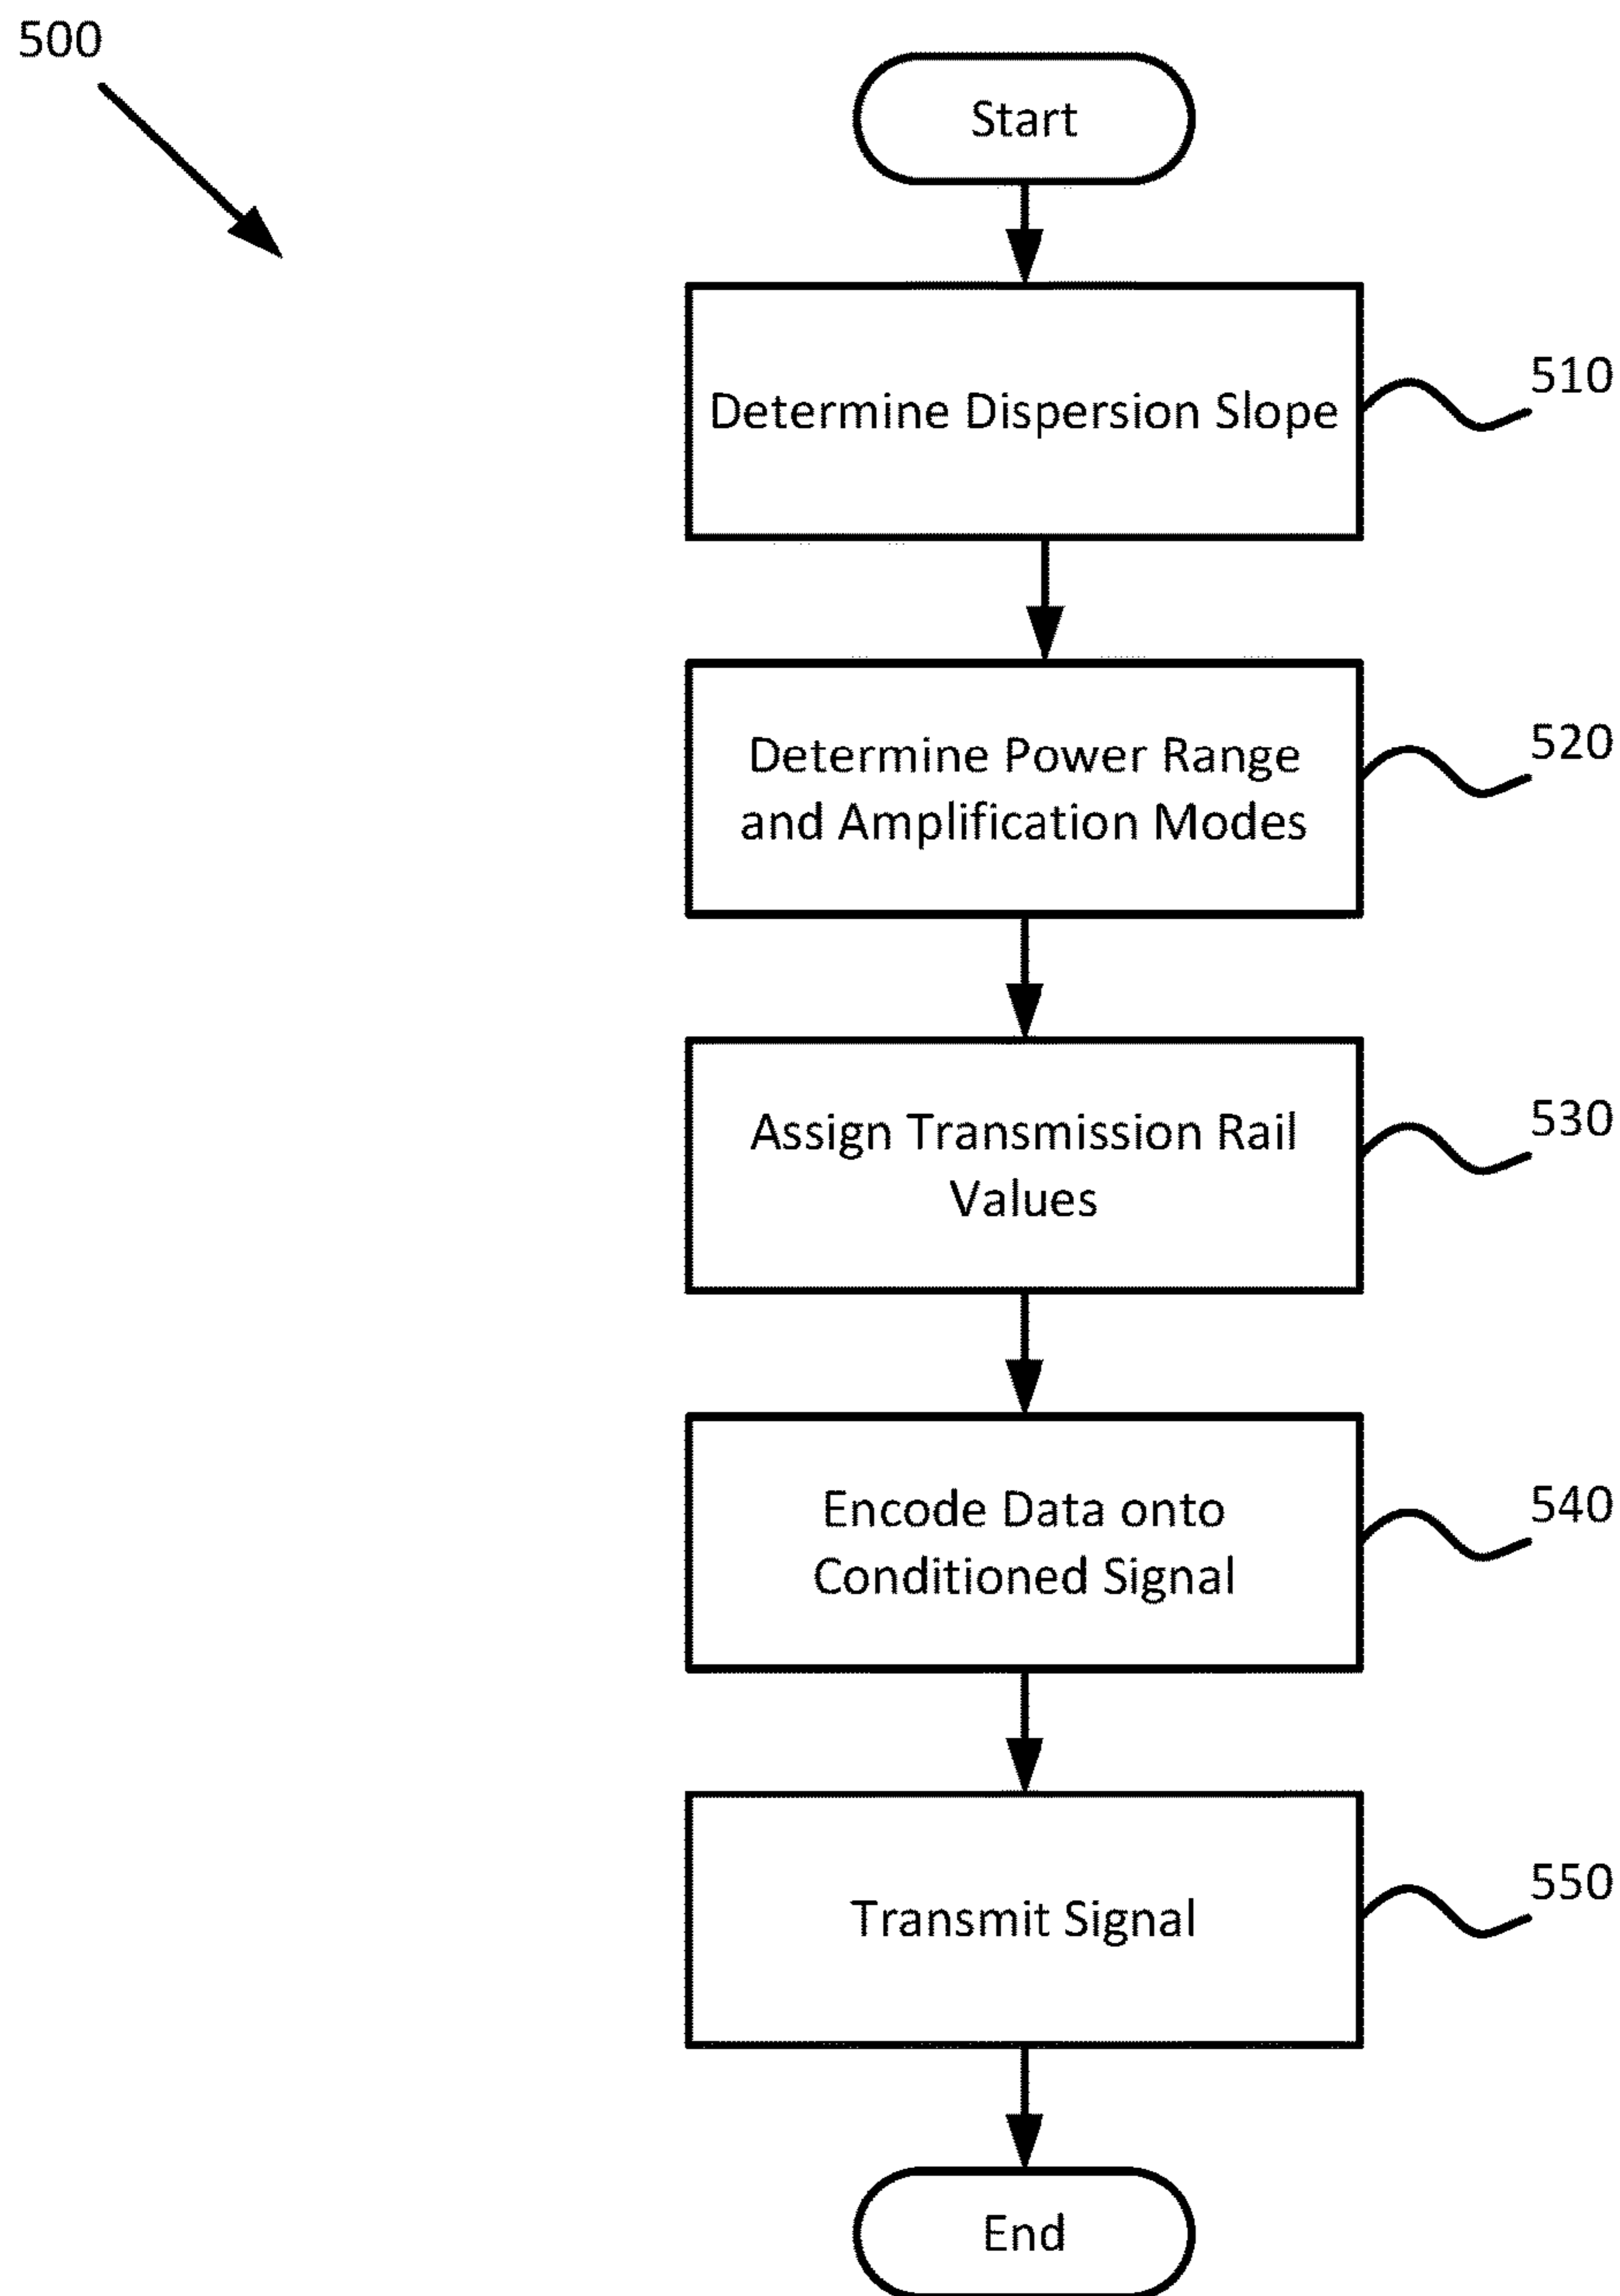 500
Start
Determine Dispersion Slope
510
Determine Power Range
and Amplification Modes
520
Assign Transmission Rail
Values
530
Encode Data onto
Conditioned Signal
540
Transmit Signal
550
End